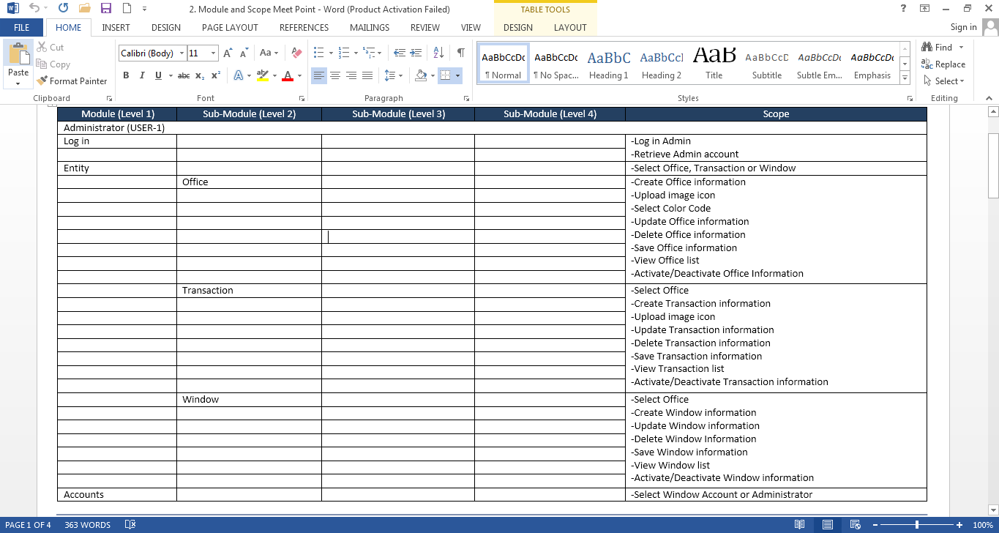 2. Module and Scope Meet Point - Word (Product Activation Failed)
TABLE TOOLS
FILE HOME INSERT DESIGN PAGE LAYOUT REFERENCES MAILINGS REVIEW VIEW DESIGN LAYOUT Sign in
Paste
Cut
Copy
Format Painter
Clipboard
Calibri (Body) 11
Aa
B I U abc x₂ x²
Font
Paragraph
AaBbCcDc AaBbCcDc AaBbC AaBbCcI AaB AaBbCcD AaBbCcDc AaBbCcDc
¶ Normal ¶ No Spac... Heading 1 Heading 2 Title Subtitle Subtle Em... Emphasis
Styles
Find
Replace
Select
Editing
Module (Level 1) Sub-Module (Level 2) Sub-Module (Level 3) Sub-Module (Level 4) Scope
Administrator (USER-1)
Log in -Log in Admin
-Retrieve Admin account
Entity -Select Office, Transaction or Window
Office -Create Office information
-Upload image icon
-Select Color Code
-Update Office information
-Delete Office information
-Save Office information
-View Office list
-Activate/Deactivate Office Information
Transaction -Select Office
-Create Transaction information
-Upload image icon
-Update Transaction information
-Delete Transaction information
-Save Transaction information
-View Transaction list
-Activate/Deactivate Transaction information
Window -Select Office
-Create Window information
-Update Window information
-Delete Window Information
-Save Window information
-View Window list
-Activate/Deactivate Window information
Accounts -Select Window Account or Administrator
PAGE 1 OF 4 363 WORDS 100%